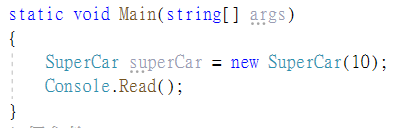 static void Main(string[] args)
{
SuperCar superCar = new SuperCar(10);
Console.Read();
}